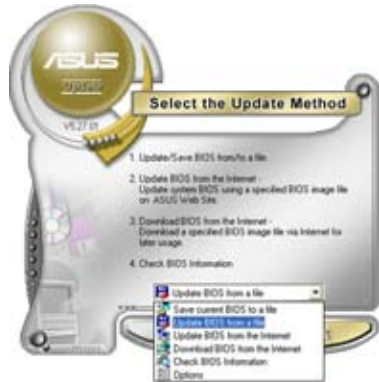 ASUS
Update
Select the Update Method
1. Update/Save BIOS from/to a file.
2. Update BIOS from the Internet -
Update system BIOS using a specified BIOS image file
on ASUS Web Site.
3. Download BIOS from the Internet -
Download a specified BIOS image file via Internet for
later usage.
4. Check BIOS Information
Update BIOS from a file
Save current BIOS to a file
Update BIOS from a file
Update BIOS from the Internet
Download BIOS from the Internet
Check BIOS Information
Options